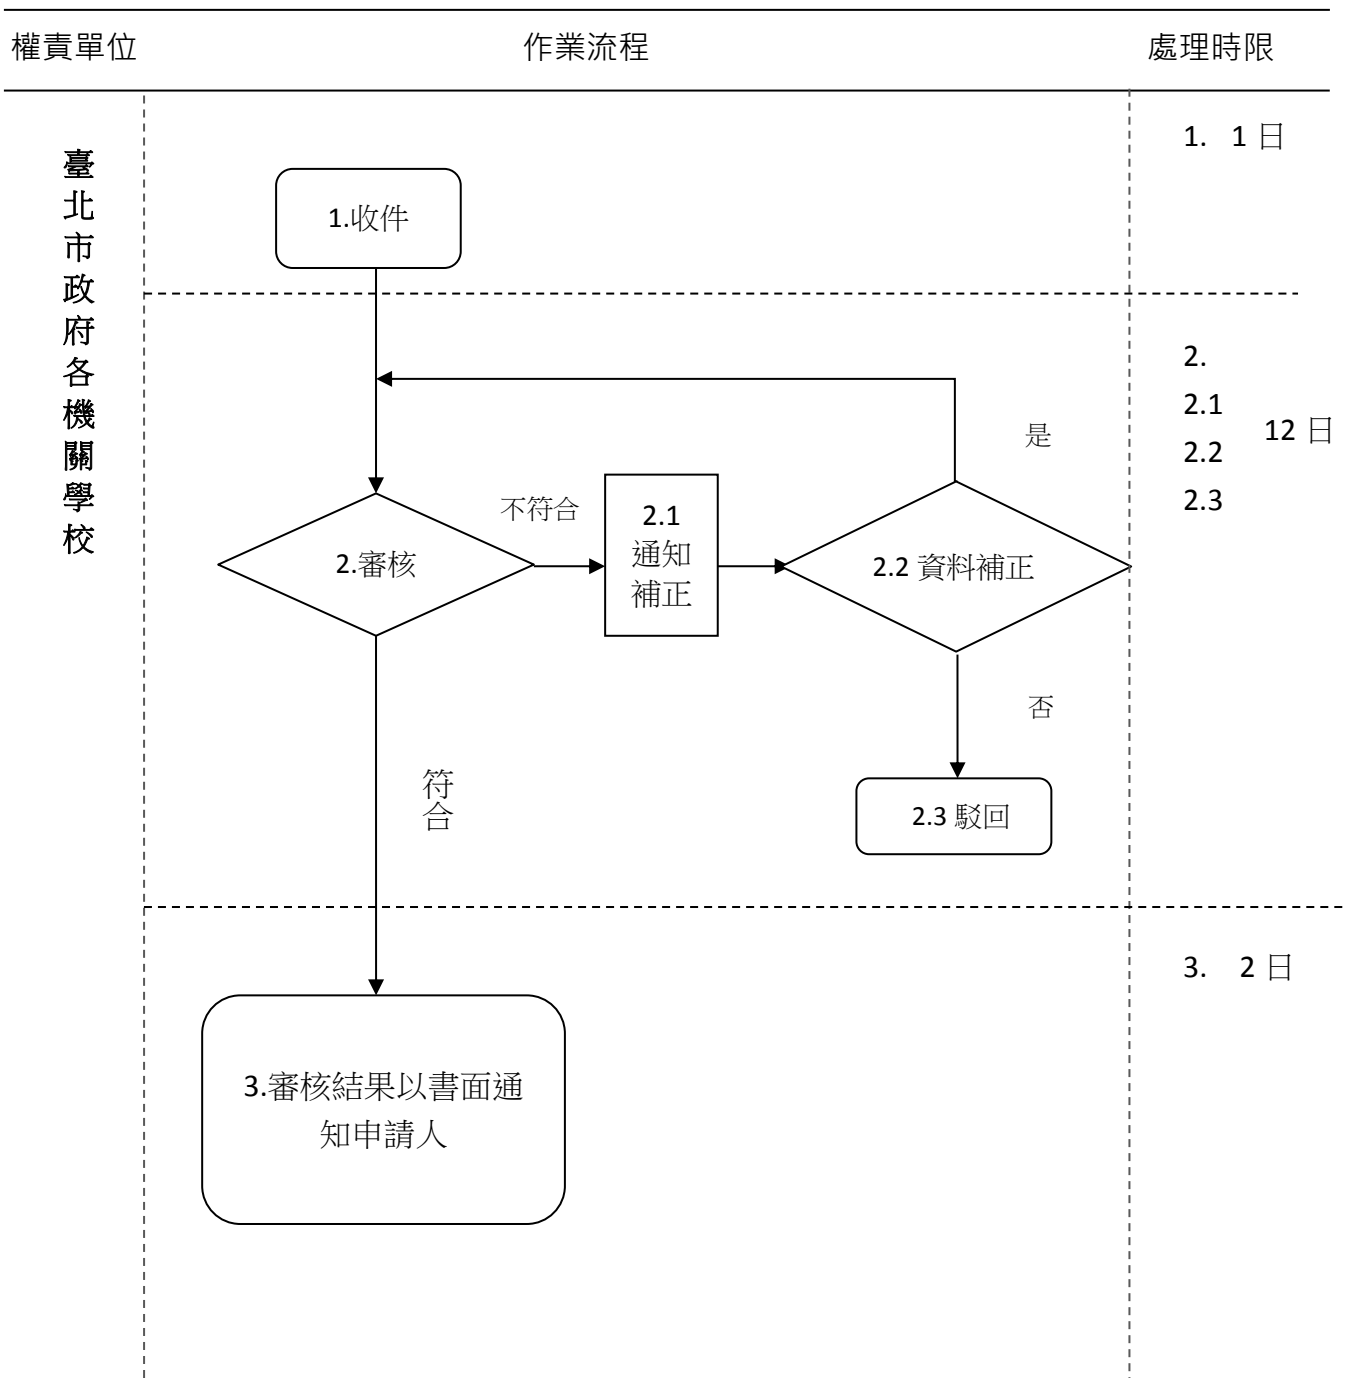 權責單位
作業流程
處理時限
臺北市政府各機關學校
1.收件
1. 1日
不符合
2.審核
2.1
通知
補正
2.2 資料補正
是
否
2.3 駁回
符合
2.
2.1
2.2
2.3
12 日
3.審核結果以書面通
知申請人
3. 2日